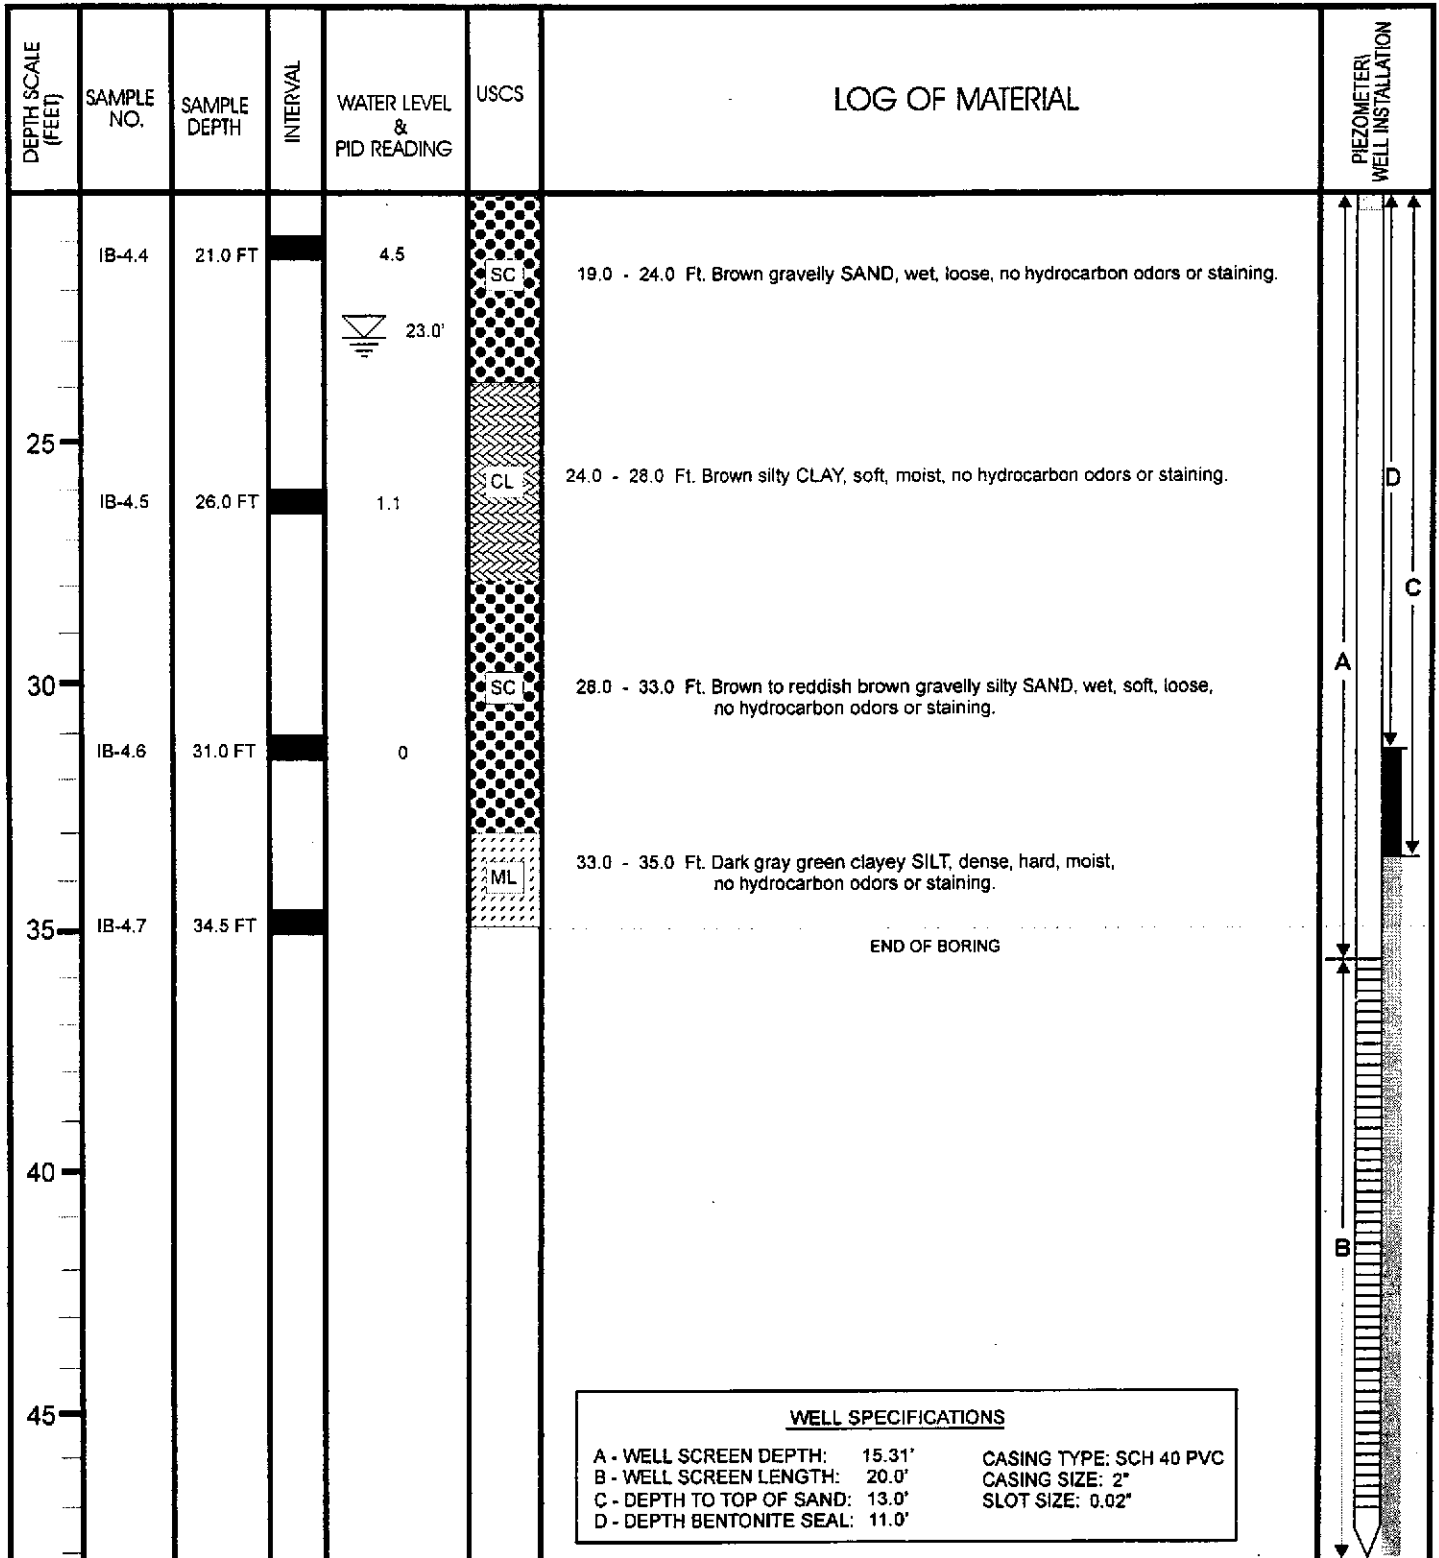 DEPTH SCALE
(FEET)
SAMPLE
NO.
SAMPLE
DEPTH
INTERVAL
WATER LEVEL
&
PID READING
USCS
LOG OF MATERIAL
PIEZOMETER\
WELL INSTALLATION
IB-4.4 21.0 FT 4.5
SC 19.0 - 24.0 Ft. Brown gravelly SAND, wet, loose, no hydrocarbon odors or staining.
23.0'
25
CL 24.0 - 28.0 Ft. Brown silty CLAY, soft, moist, no hydrocarbon odors or staining.
D
IB-4.5 26.0 FT 1.1
C
A
30 SC 28.0 - 33.0 Ft. Brown to reddish brown gravelly silty SAND, wet, soft, loose,
no hydrocarbon odors or staining.
IB-4.6 31.0 FT 0
33.0 - 35.0 Ft. Dark gray green clayey SILT, dense, hard, moist,
ML no hydrocarbon odors or staining.
35 IB-4.7 34.5 FT
END OF BORING
40
B
45
WELL SPECIFICATIONS
A - WELL SCREEN DEPTH: 15.31' CASING TYPE: SCH 40 PVC
B - WELL SCREEN LENGTH: 20.0' CASING SIZE: 2"
C - DEPTH TO TOP OF SAND: 13.0' SLOT SIZE: 0.02"
D - DEPTH BENTONITE SEAL: 11.0'